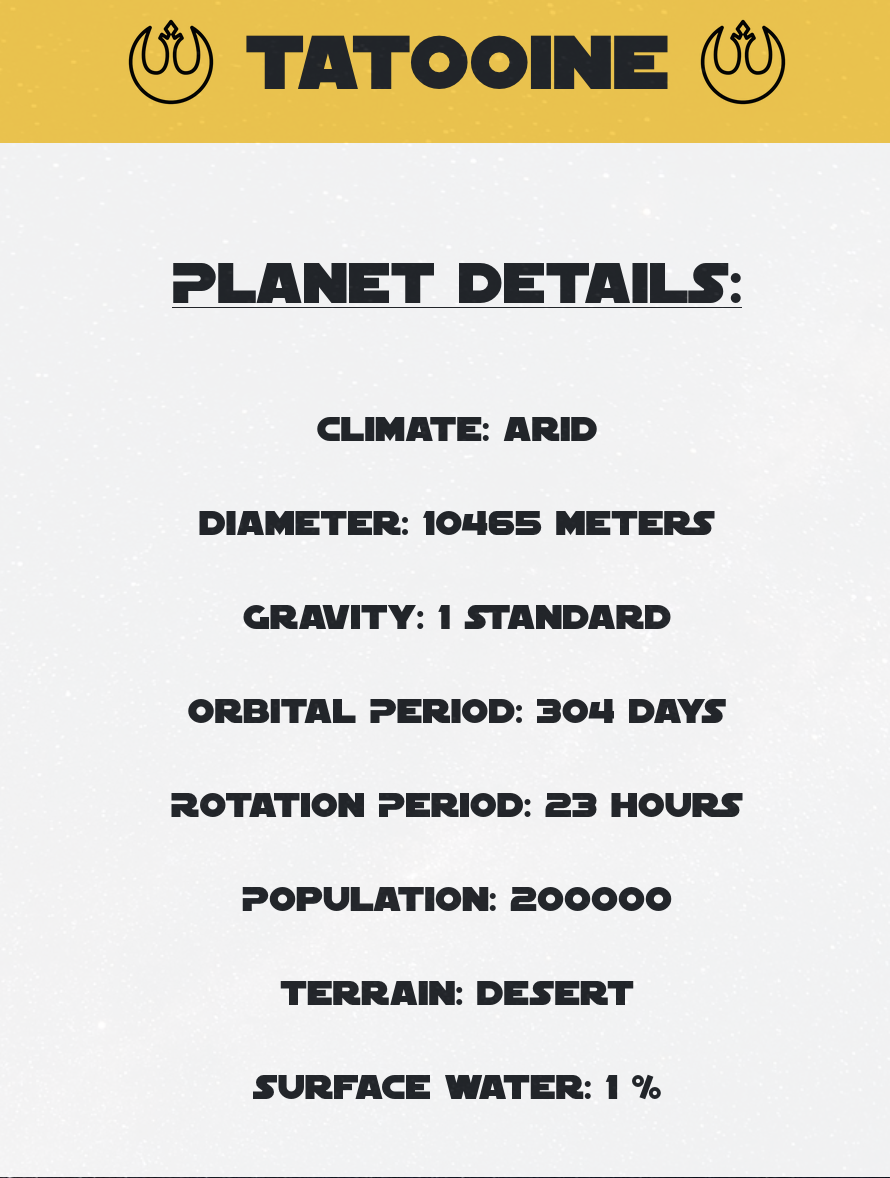 TATOOINE
PLANET DETAILS:
CLIMATE: ARID
DIAMETER: 10465 METERS
GRAVITY: 1 STANDARD
ORBITAL PERIOD: 304 DAYS
ROTATION PERIOD: 23 HOURS
POPULATION: 200000
TERRAIN: DESERT
SURFACE WATER: 1 %